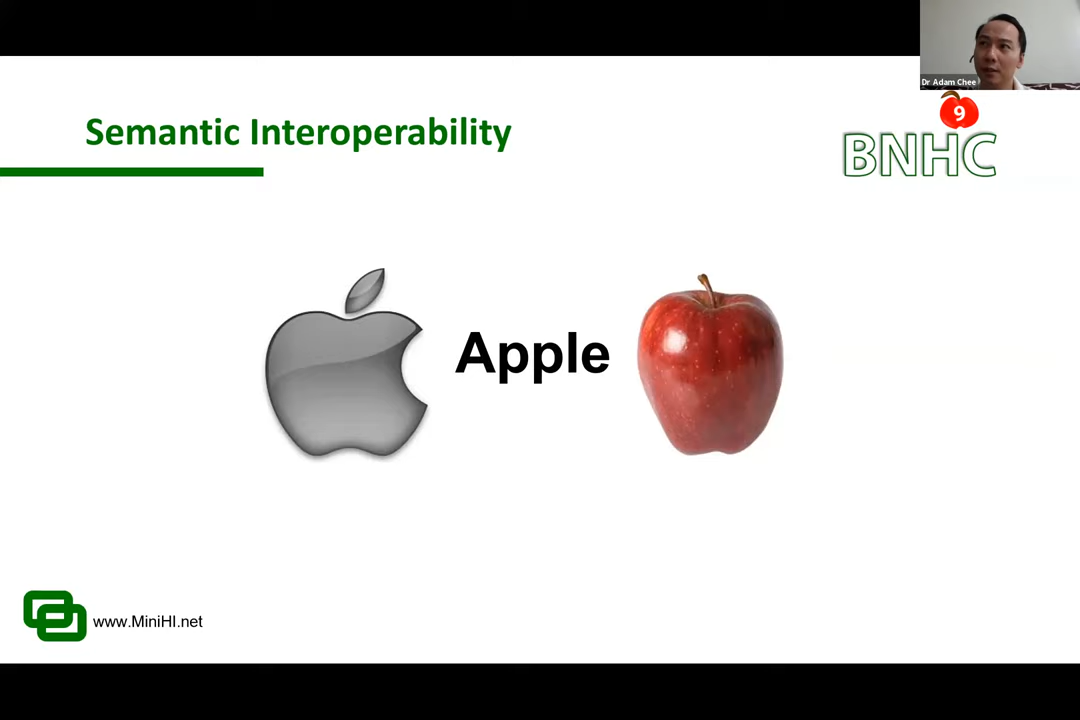 Dr Adam Chee
9
Semantic Interoperability
BNHC
Apple
www.MiniHI.net